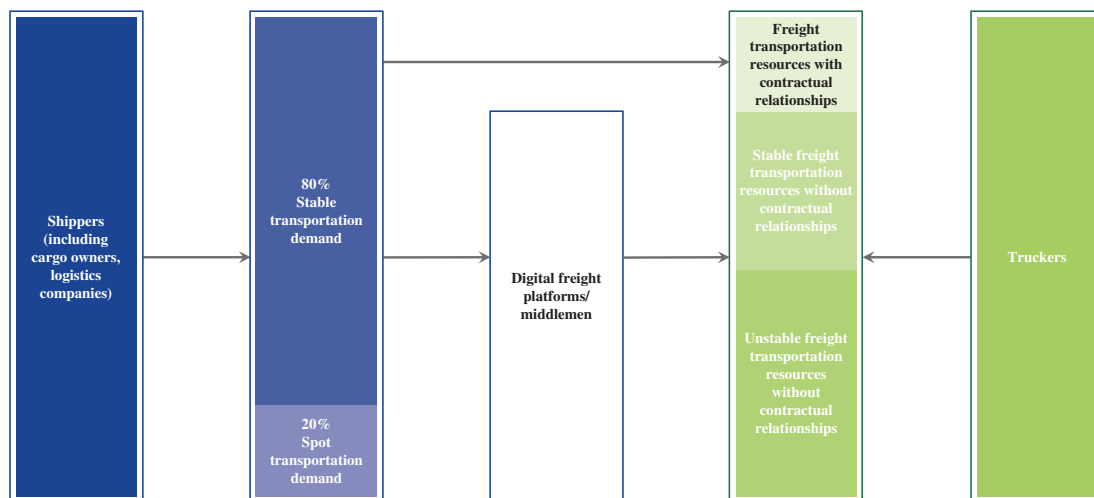 Shippers
(including
cargo owners,
logistics
companies)
80%
Stable
transportation
demand
20%
Spot
transportation
demand
Digital freight
platforms/
middlemen
Freight
transportation
resources with
contractual
relationships
Stable freight
transportation
resources without
contractual
relationships
Unstable freight
transportation
resources
without
contractual
relationships
Truckers